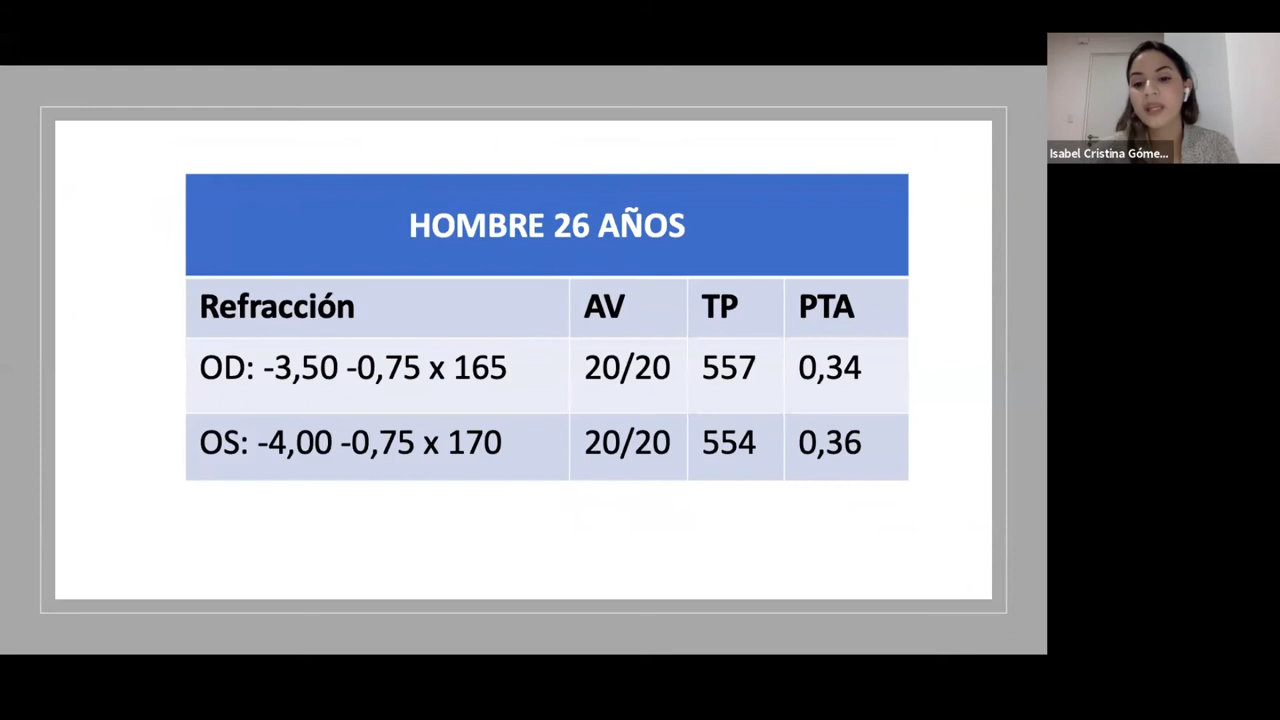 HOMBRE 26 AÑOS
Refracción AV TP PTA
OD: -3,50 -0,75 x 165 20/20 557 0,34
OS: -4,00 -0,75 x 170 20/20 554 0,36
Isabel Cristina Góme...